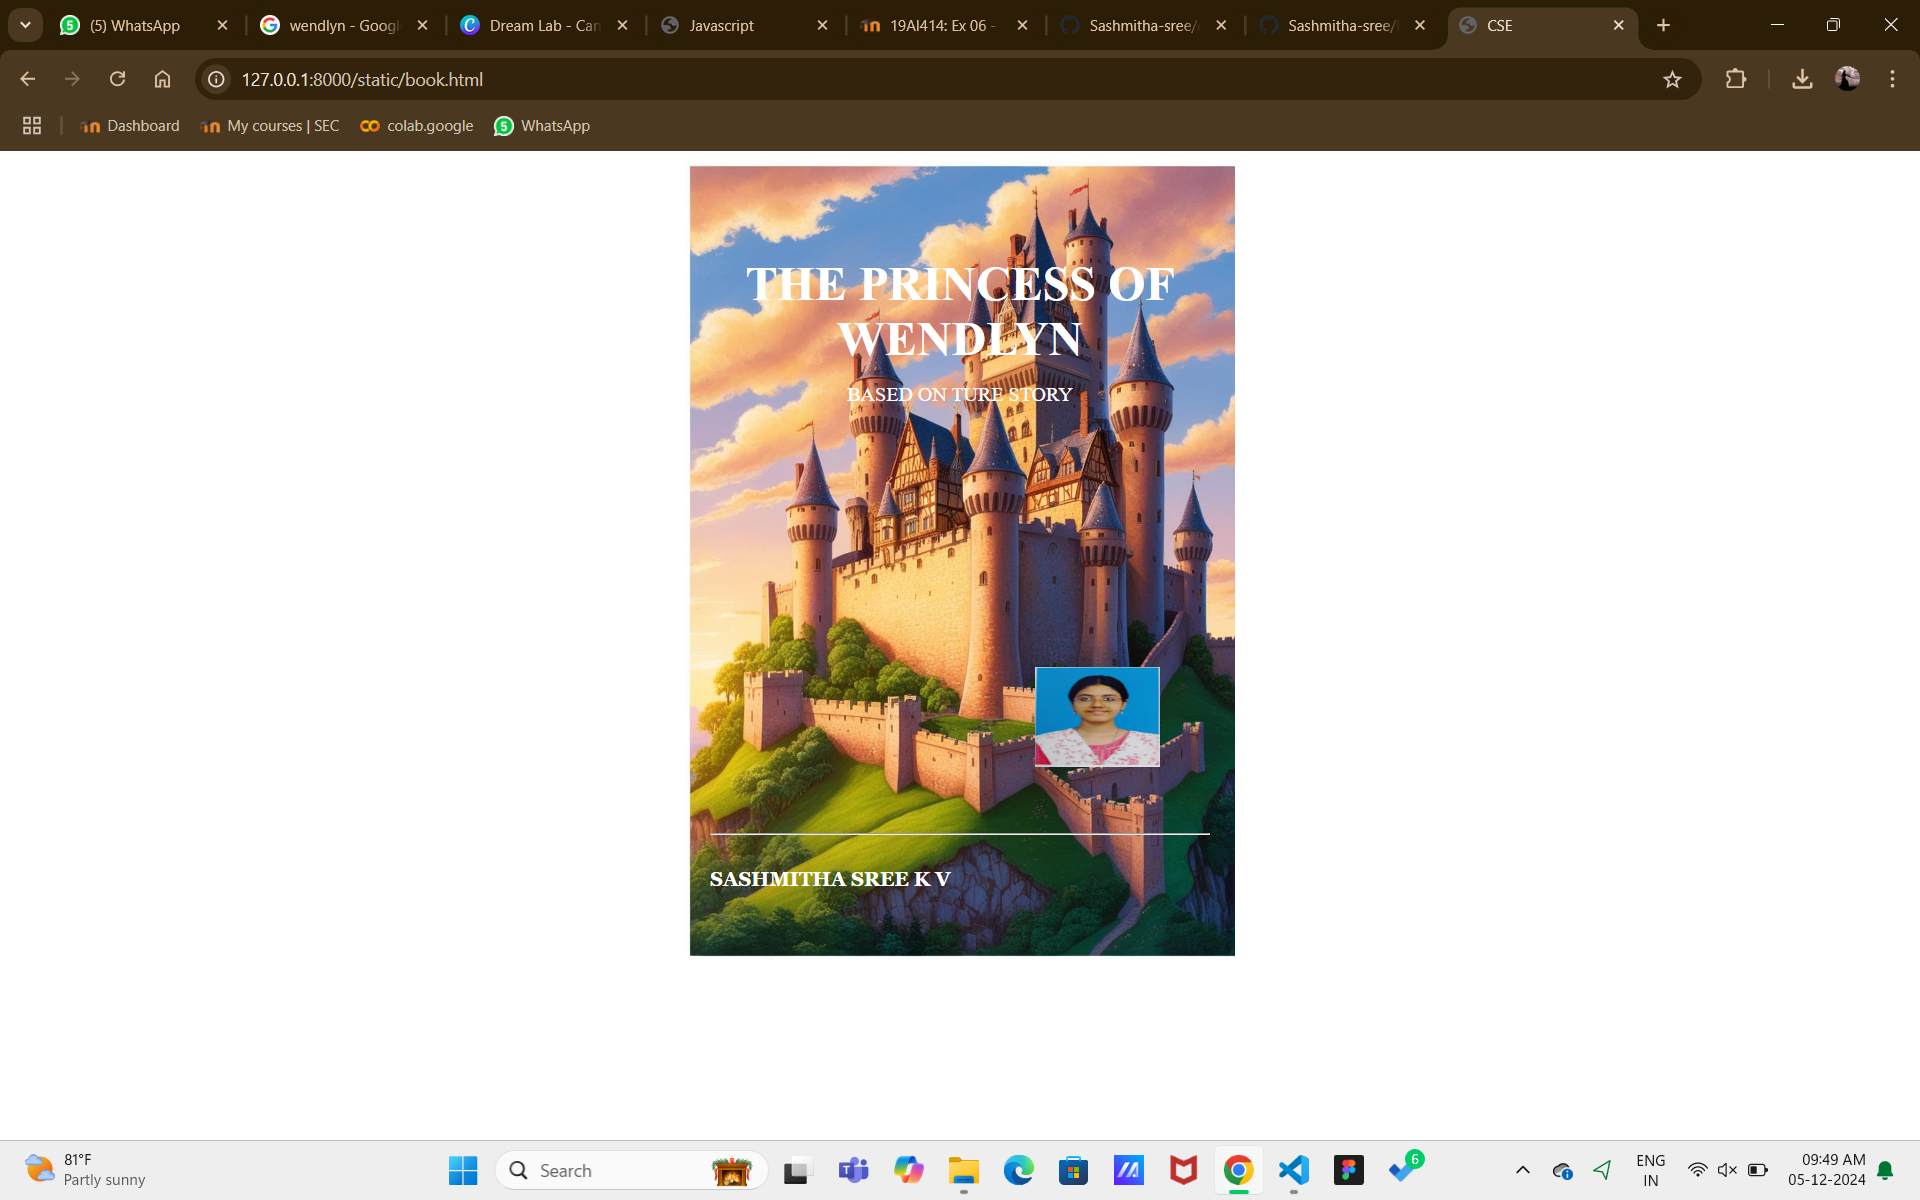 (5) WhatsApp
wendlyn - Googl
Dream Lab - Can
Javascript
19AI414: Ex 06 -
Sashmitha-sree/
Sashmitha-sree/
CSE
127.0.0.1:8000/static/book.html
Dashboard
My courses | SEC
colab.google
WhatsApp
THE PRINCESS OF
WENDLYN
BASED ON TURE STORY
SASHMITHA SREE K V
81°F
Partly sunny
Search
6
ENG
IN
09:49 AM
05-12-2024